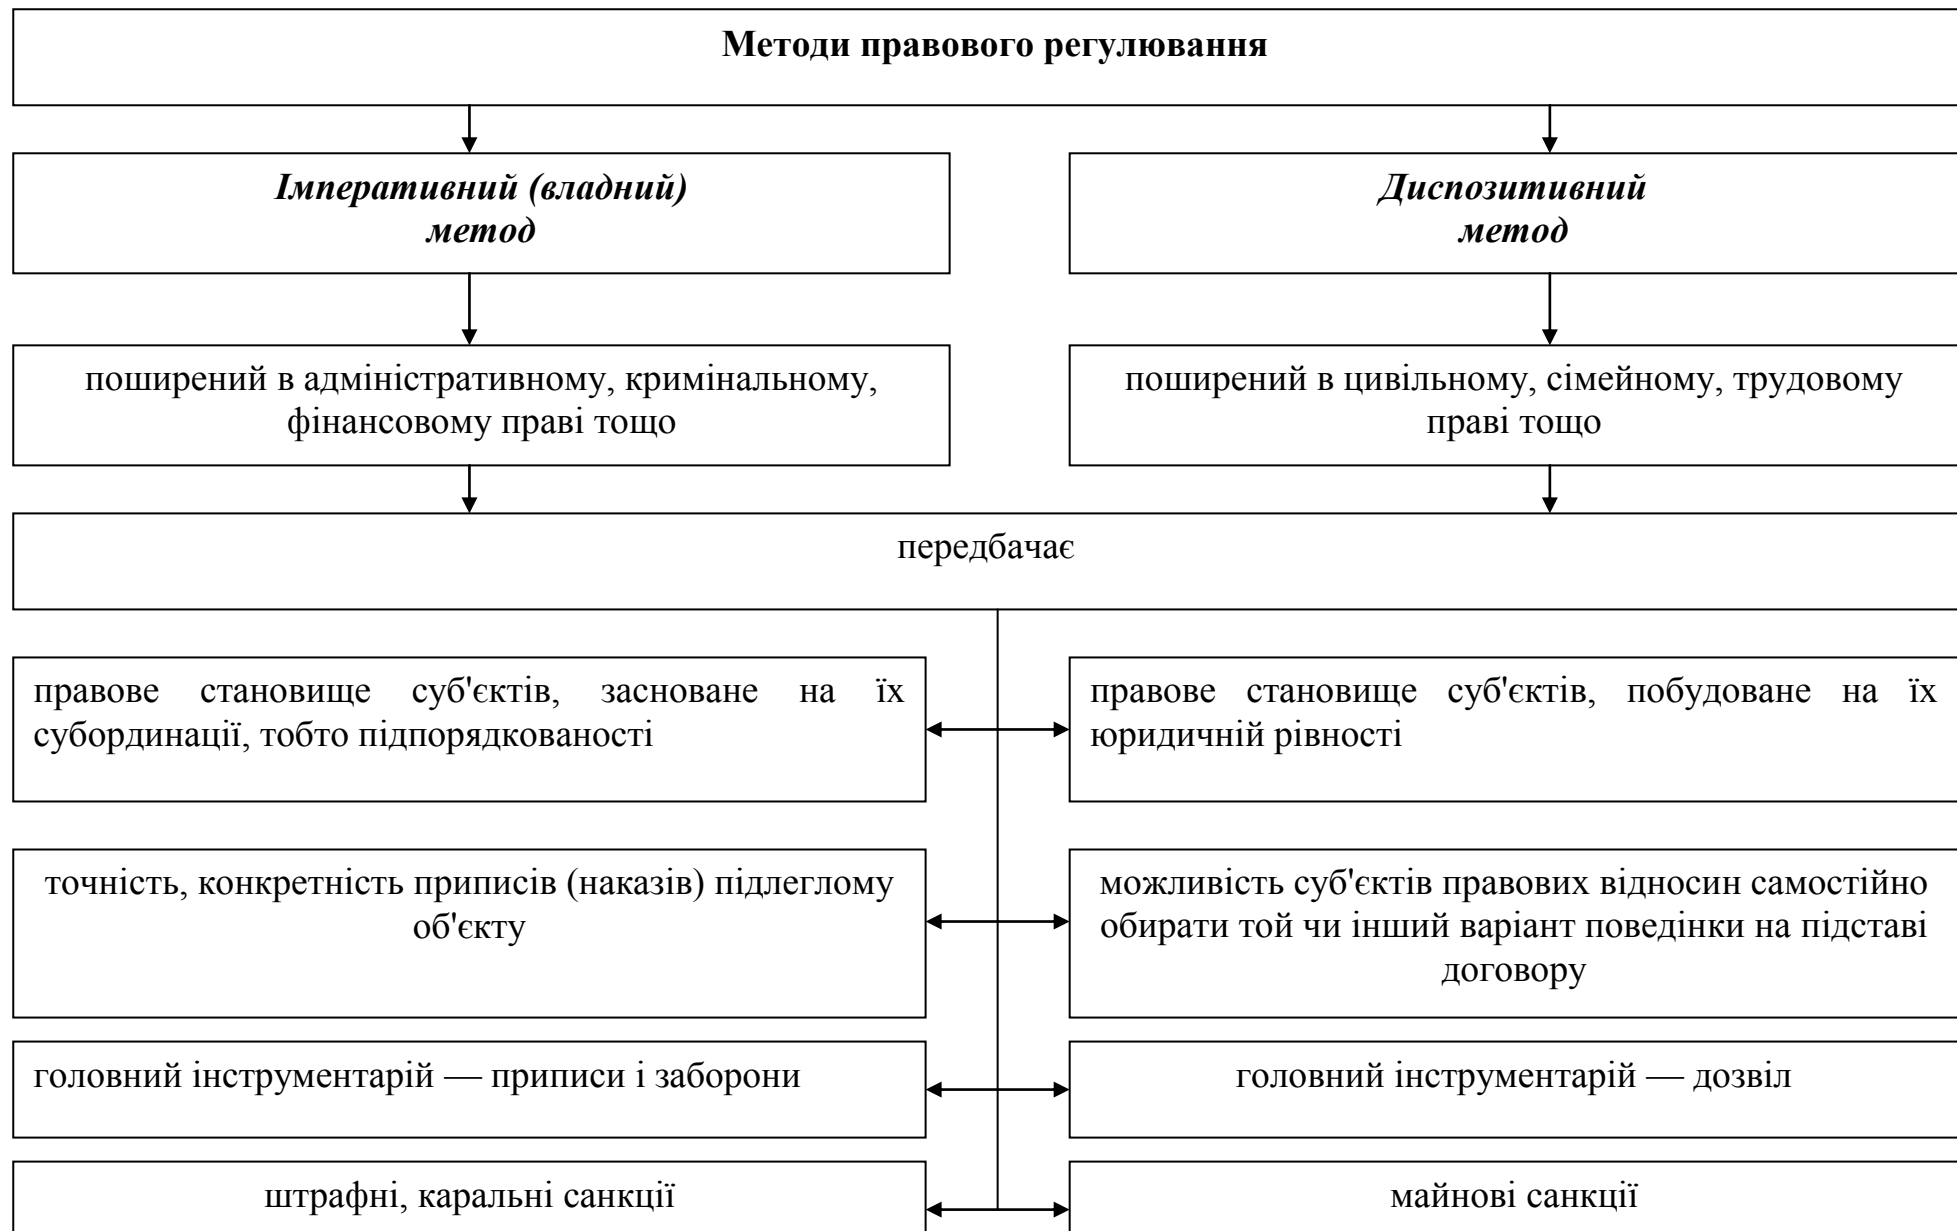 Методи правового регулювання
Імперативний (владний)
метод
Диспозитивний
метод
поширений в адміністративному, кримінальному,
фінансовому праві тощо
поширений в цивільному, сімейному, трудовому
праві тощо
передбачає
правове становище суб'єктів, засноване на їх
субординації, тобто підпорядкованості
правове становище суб'єктів, побудоване на їх
юридичній рівності
точність, конкретність приписів (наказів) підлеглому
об'єкту
можливість суб'єктів правових відносин самостійно
обирати той чи інший варіант поведінки на підставі
договору
головний інструментарій — приписи і заборони
головний інструментарій — дозвіл
штрафні, каральні санкції
майнові санкції